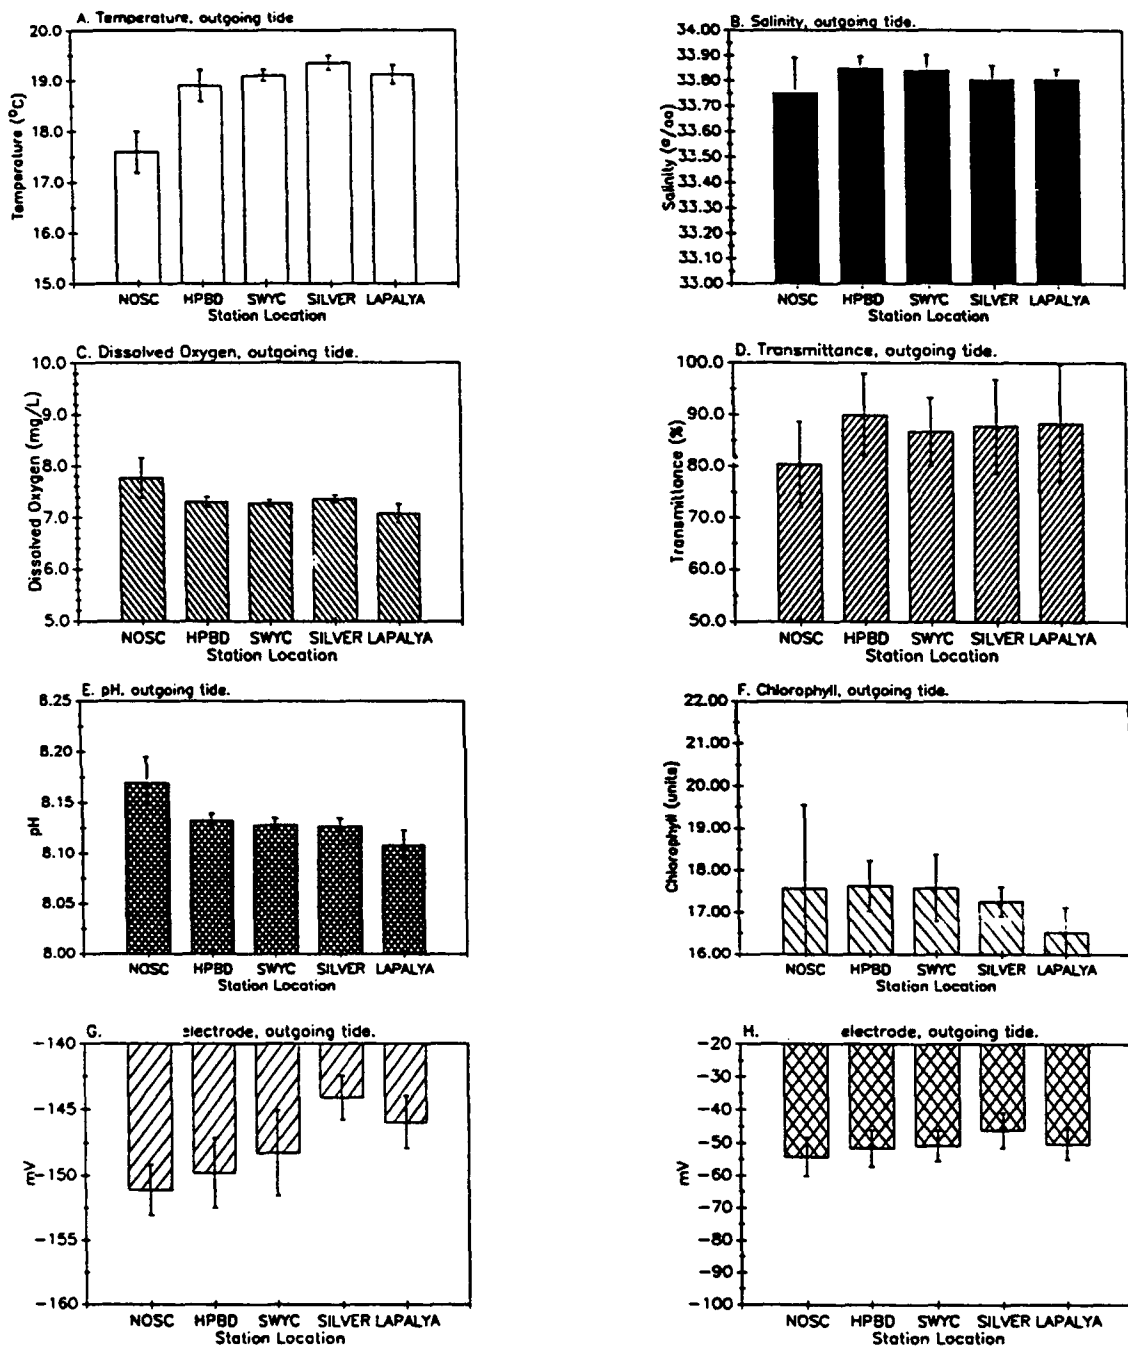 A. Temperature, outgoing tide
20.0
19.0
18.0
17.0
16.0
15.0
Temperature (°C)
NOSC HPBD SWYC SILVER LAPALYA
Station Location
B. Salinity, outgoing tide.
34.00
33.90
33.80
33.70
33.60
33.50
33.40
33.30
33.20
33.10
33.00
Salinity (o/oo)
NOSC HPBD SWYC SILVER LAPALYA
Station Location
C. Dissolved Oxygen, outgoing tide.
10.0
9.0
8.0
7.0
6.0
5.0
Dissolved Oxygen (mg/L)
NOSC HPBD SWYC SILVER LAPALYA
Station Location
D. Transmittance, outgoing tide.
100.0
90.0
80.0
70.0
60.0
50.0
Transmittance (%)
NOSC HPBD SWYC SILVER LAPALYA
Station Location
E. pH, outgoing tide.
8.25
8.20
8.15
8.10
8.05
8.00
pH
NOSC HPBD SWYC SILVER LAPALYA
Station Location
F. Chlorophyll, outgoing tide.
22.00
21.00
20.00
19.00
18.00
17.00
16.00
Chlorophyll (units)
NOSC HPBD SWYC SILVER LAPALYA
Station Location
G. electrode, outgoing tide.
-140
-145
-150
-155
-160
mV
NOSC HPBD SWYC SILVER LAPALYA
Station Location
H. electrode, outgoing tide.
-20
-30
-40
-50
-60
-70
-80
-90
-100
mV
NOSC HPBD SWYC SILVER LAPALYA
Station Location